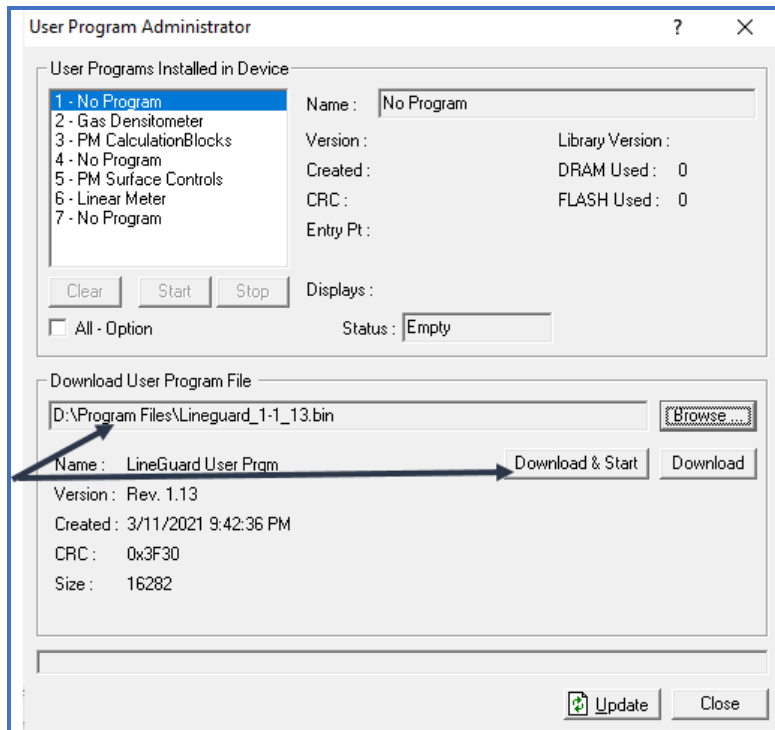 User Program Administrator ? X
User Programs Installed in Device
1 - No Program
2 - Gas Densitometer
3 - PM CalculationBlocks
4 - No Program
5 - PM Surface Controls
6 - Linear Meter
7 - No Program
Name : No Program
Version : Library Version :
Created : DRAM Used : 0
CRC : FLASH Used : 0
Entry Pt :
Clear Start Stop Displays :
All - Option Status : Empty
Download User Program File
D:\Program Files\Lineguard_1-1_13.bin Browse ...
Name : LineGuard User Prgm Download & Start Download
Version : Rev. 1.13
Created : 3/11/2021 9:42:36 PM
CRC : 0x3F30
Size : 16282
Update Close